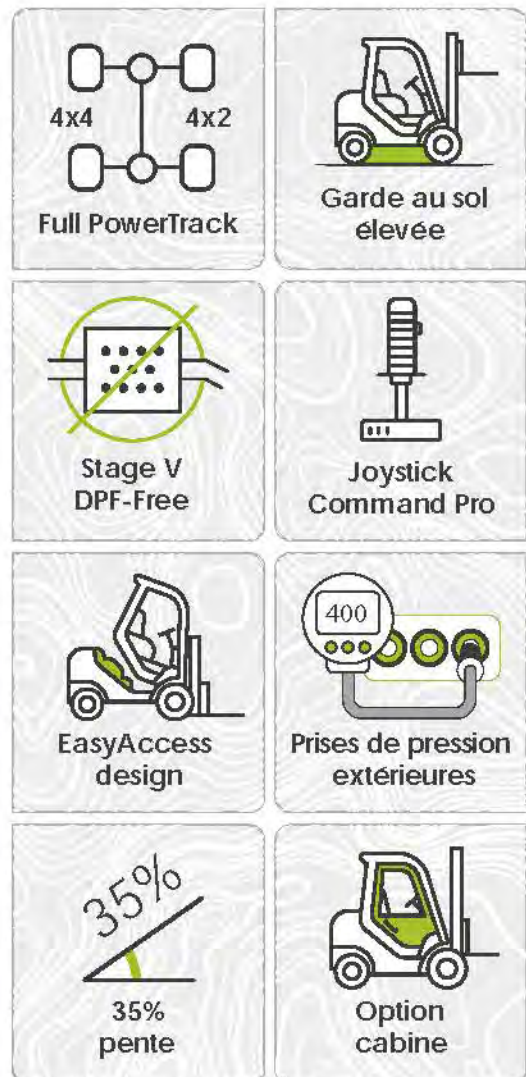 4x4
4x2
Full PowerTrack
Garde au sol
élevée
Stage V
DPF-Free
Joystick
Command Pro
EasyAccess
design
400
Prises de pression
extérieures
35%
35%
pente
Option
cabine